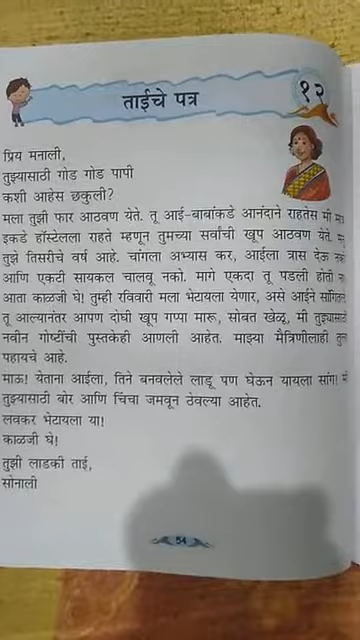 ताईचे पत्र
१२
प्रिय मनाली,
तुझ्यासाठी गोड गोड पापी
कशी आहेस छकुली?
मला तुझी फार आठवण येते. तू आई-बाबांकडे आनंदाने राहतेस मी मात्र
इकडे हॉस्टेलला राहते म्हणून तुमच्या सर्वांची खूप आठवण येते.
तुझे तिसरीचे वर्ष आहे. चांगला अभ्यास कर, आईला त्रास देऊ नको
आणि एकटी सायकल चालवू नको. मागे एकदा तू पडली होती ना
आता काळजी घे! तुम्ही रविवारी मला भेटायला येणार, असे आईने सांगितले.
तू आल्यानंतर आपण दोघी खूप गप्पा मारू, सोबत खेळू, मी तुझ्यासाठी
नवीन गोष्टींची पुस्तकेही आणली आहेत. माझ्या मैत्रिणीलाही तुला
पहायचे आहे.
माऊ! येताना आईला, तिने बनवलेले लाडू पण घेऊन यायला सांग! मी
तुझ्यासाठी बोर आणि चिंचा जमवून ठेवल्या आहेत.
लवकर भेटायला या!
काळजी घे!
तुझी लाडकी ताई,
सोनाली
54